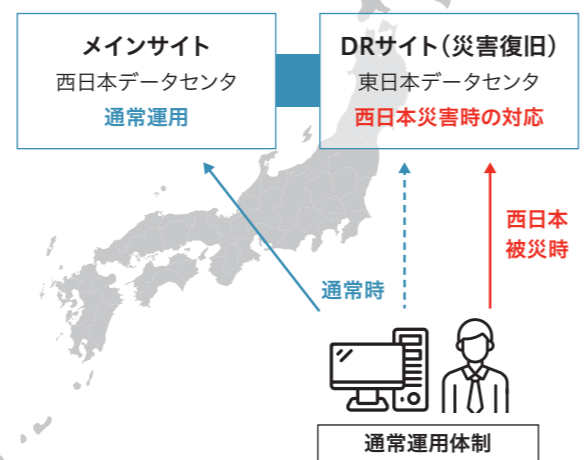 メインサイト
西日本データセンタ
通常運用
DRサイト(災害復旧)
東日本データセンタ
西日本災害時の対応
西日本
被災時
通常時
通常運用体制